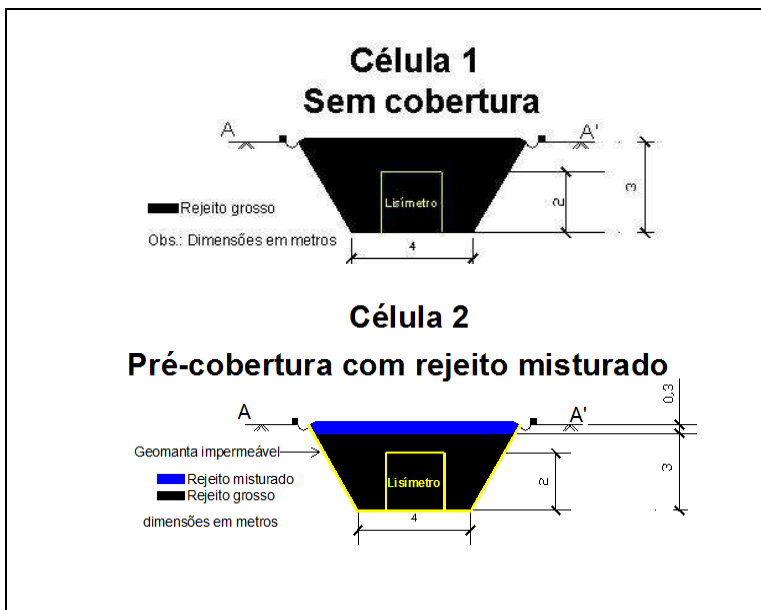 Célula 1
Sem cobertura
A
A'
Lisímetro
2
3
Rejeito grosso
Obs.: Dimensões em metros
4
Célula 2
Pré-cobertura com rejeito misturado
0,3
A
A'
Geomanta impermeável
Rejeito misturado
Rejeito grosso
Lisímetro
2
3
dimensões em metros
4